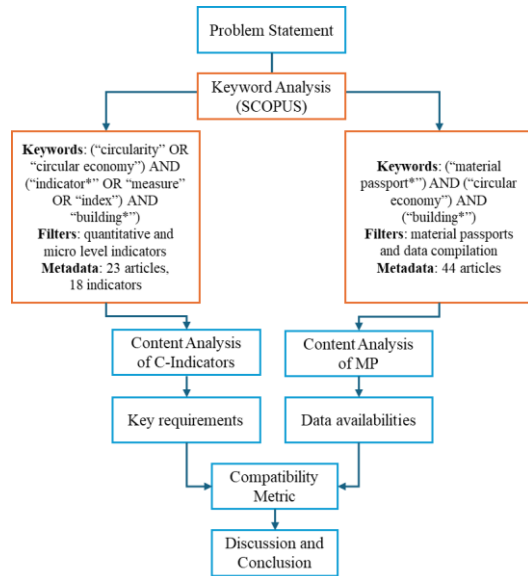 Problem Statement
Keyword Analysis
(SCOPUS)
Keywords: (“circularity” OR
“circular economy”) AND
(“indicator*” OR “measure”
OR “index”) AND
“building*”)
Filters: quantitative and
micro level indicators
Metadata: 23 articles,
18 indicators
Keywords: (“material
passport*”) AND (“circular
economy”) AND
(“building*”)
Filters: material passports
and data compilation
Metadata: 44 articles
Content Analysis
of C-Indicators
Content Analysis
of MP
Key requirements
Data availabilities
Compatibility
Metric
Discussion and
Conclusion